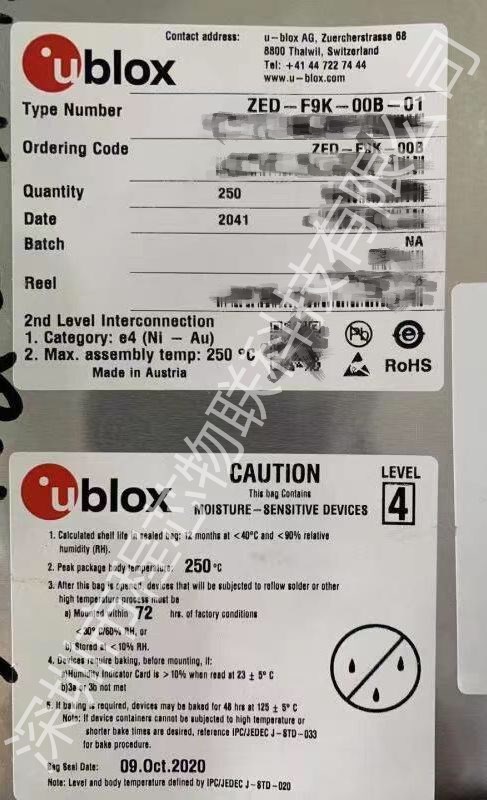 ublox
Contact address: u-blox AG, Zuercherstrasse 68
8800 Thalwil, Switzerland
Tel: +41 44 722 74 44
www.u-blox.com
Type Number ZED-F9K-00B-01
Ordering Code ZED-F9K-00B
Quantity 250
Date 2041
Batch NA
Reel
2nd Level Interconnection
1. Category: e4 (Ni - Au)
2. Max. assembly temp: 250 °C
Made in Austria
Pb
e
RoHS
ublox
CAUTION
This bag Contains
MOISTURE-SENSITIVE DEVICES
LEVEL
4
1. Calculated shelf life in sealed bag: 12 months at <40°C and <90% relative
humidity (RH).
2. Peak package body temperature: 250 °C
3. After this bag is opened, devices that will be subjected to reflow solder or other
high temperature process must be
a) Mounted within 72 hrs. of factory conditions
<30° C/60% RH, or
b) Stored at <10% RH.
4. Devices require baking, before mounting, if:
a)Humidity Indicator Card is > 10% when read at 23 ± 5° C
b)3a or 3b not met
5. If baking is required, devices may be baked for 48 hrs at 125 ± 5° C
Note: If device containers cannot be subjected to high temperature or
shorter bake times are desired, reference IPC/JEDEC J-STD-033
for bake procedure.
Bag Seal Date: 09.Oct.2020
Note: Level and body temperature defined by IPC/JEDEC J-STD-020